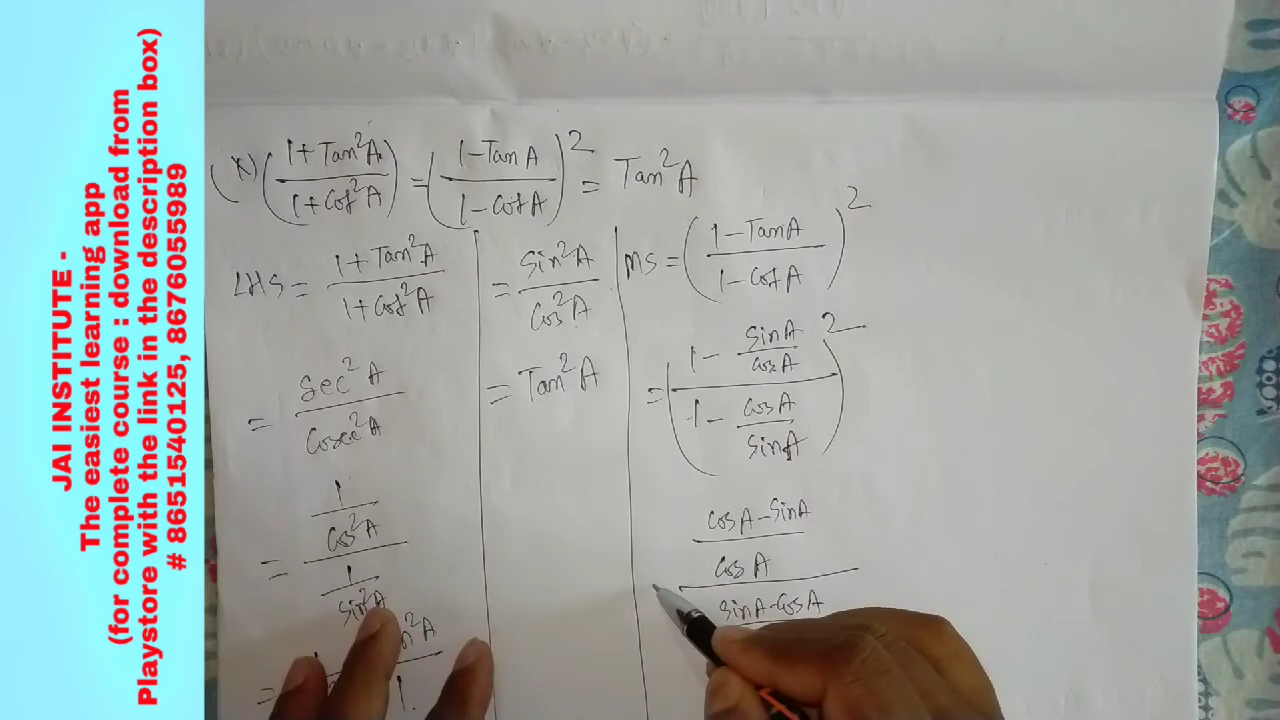 JAI INSTITUTE -
The easiest learning app
(for complete course : download from
Playstore with the link in the description box)
# 8651540125, 8676055989
(X) (1+Tan²A / 1+Cot²A) = (1-TanA / 1-CotA)² = Tan²A
LHS = 1+Tan²A / 1+Cot²A
= Sec²A / Cosec²A
= 1/Cos²A / 1/Sin²A
= Sin²A / Cos²A
= Tan²A
MS = (1-TanA / 1-CotA)²
= (1 - SinA/CosA / 1 - CosA/SinA)²
CosA-SinA / CosA
SinA-CosA